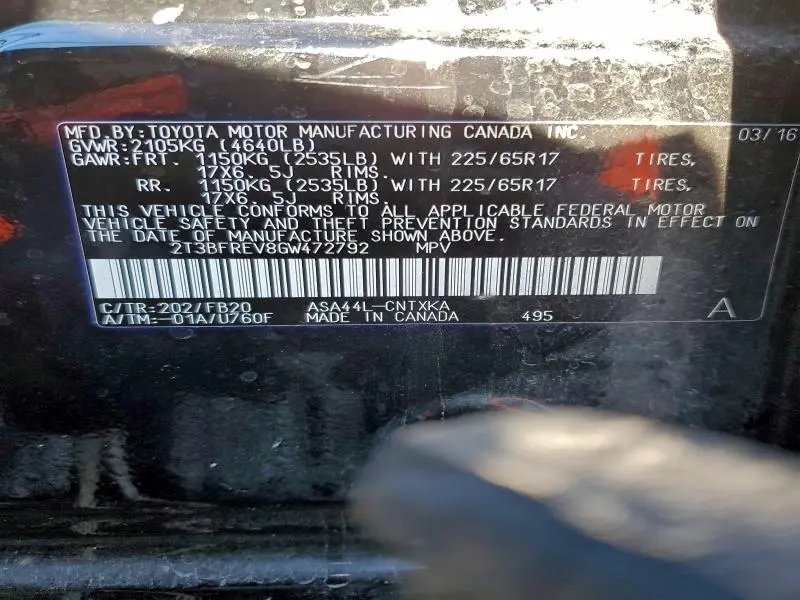 MFD.BY:TOYOTA MOTOR MANUFACTURING CANADA INC. 03/16
GVWR:2105KG (4640LB)
GAWR:FRT. 1150KG (2535LB) WITH 225/65R17 TIRES,
17X6. 5J RIMS.
RR. 1150KG (2535LB) WITH 225/65R17 TIRES,
17X6. 5J RIMS.
THIS VEHICLE CONFORMS TO ALL APPLICABLE FEDERAL MOTOR
VEHICLE SAFETY AND THEFT PREVENTION STANDARDS IN EFFECT ON
THE DATE OF MANUFACTURE SHOWN ABOVE.
2T3BFREV8GW472792 MPV
C/TR:202/FB20 ASA44L-CNTXKA
A/TM:-01A/U760F MADE IN CANADA 495 A